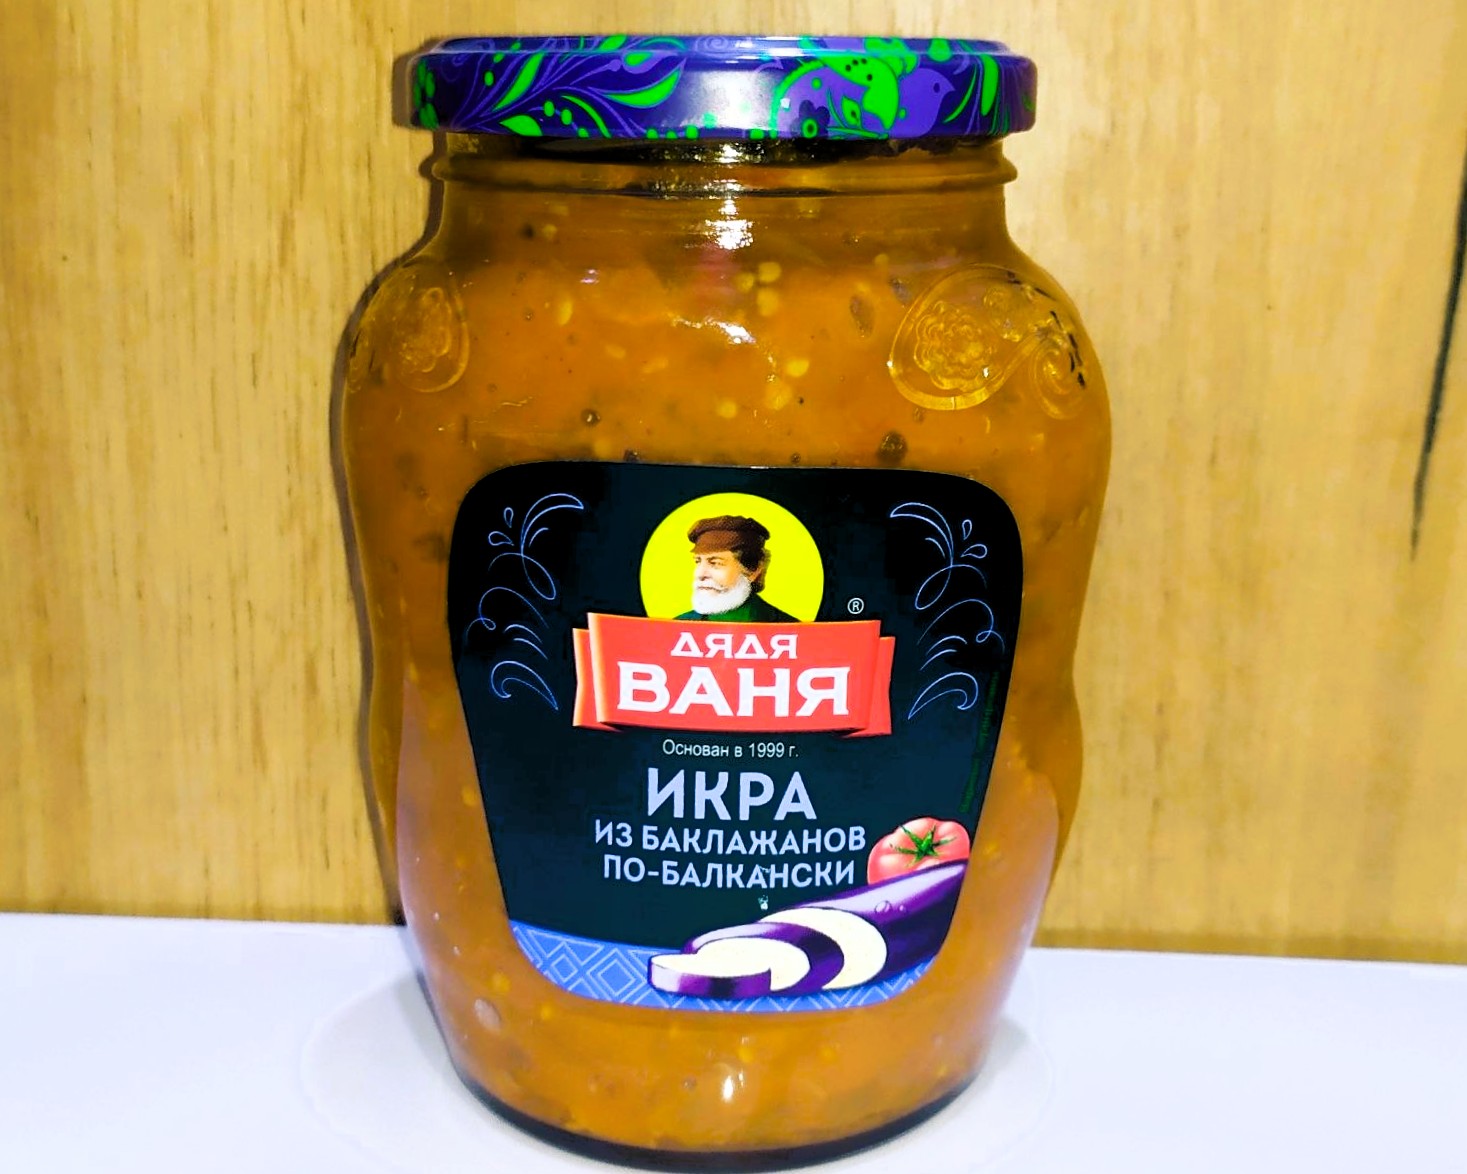 ®
ДЯДЯ
ВАНЯ
Основан в 1999 г.
ИКРА
ИЗ БАКЛАЖАНОВ
ПО-БАЛКАНСКИ